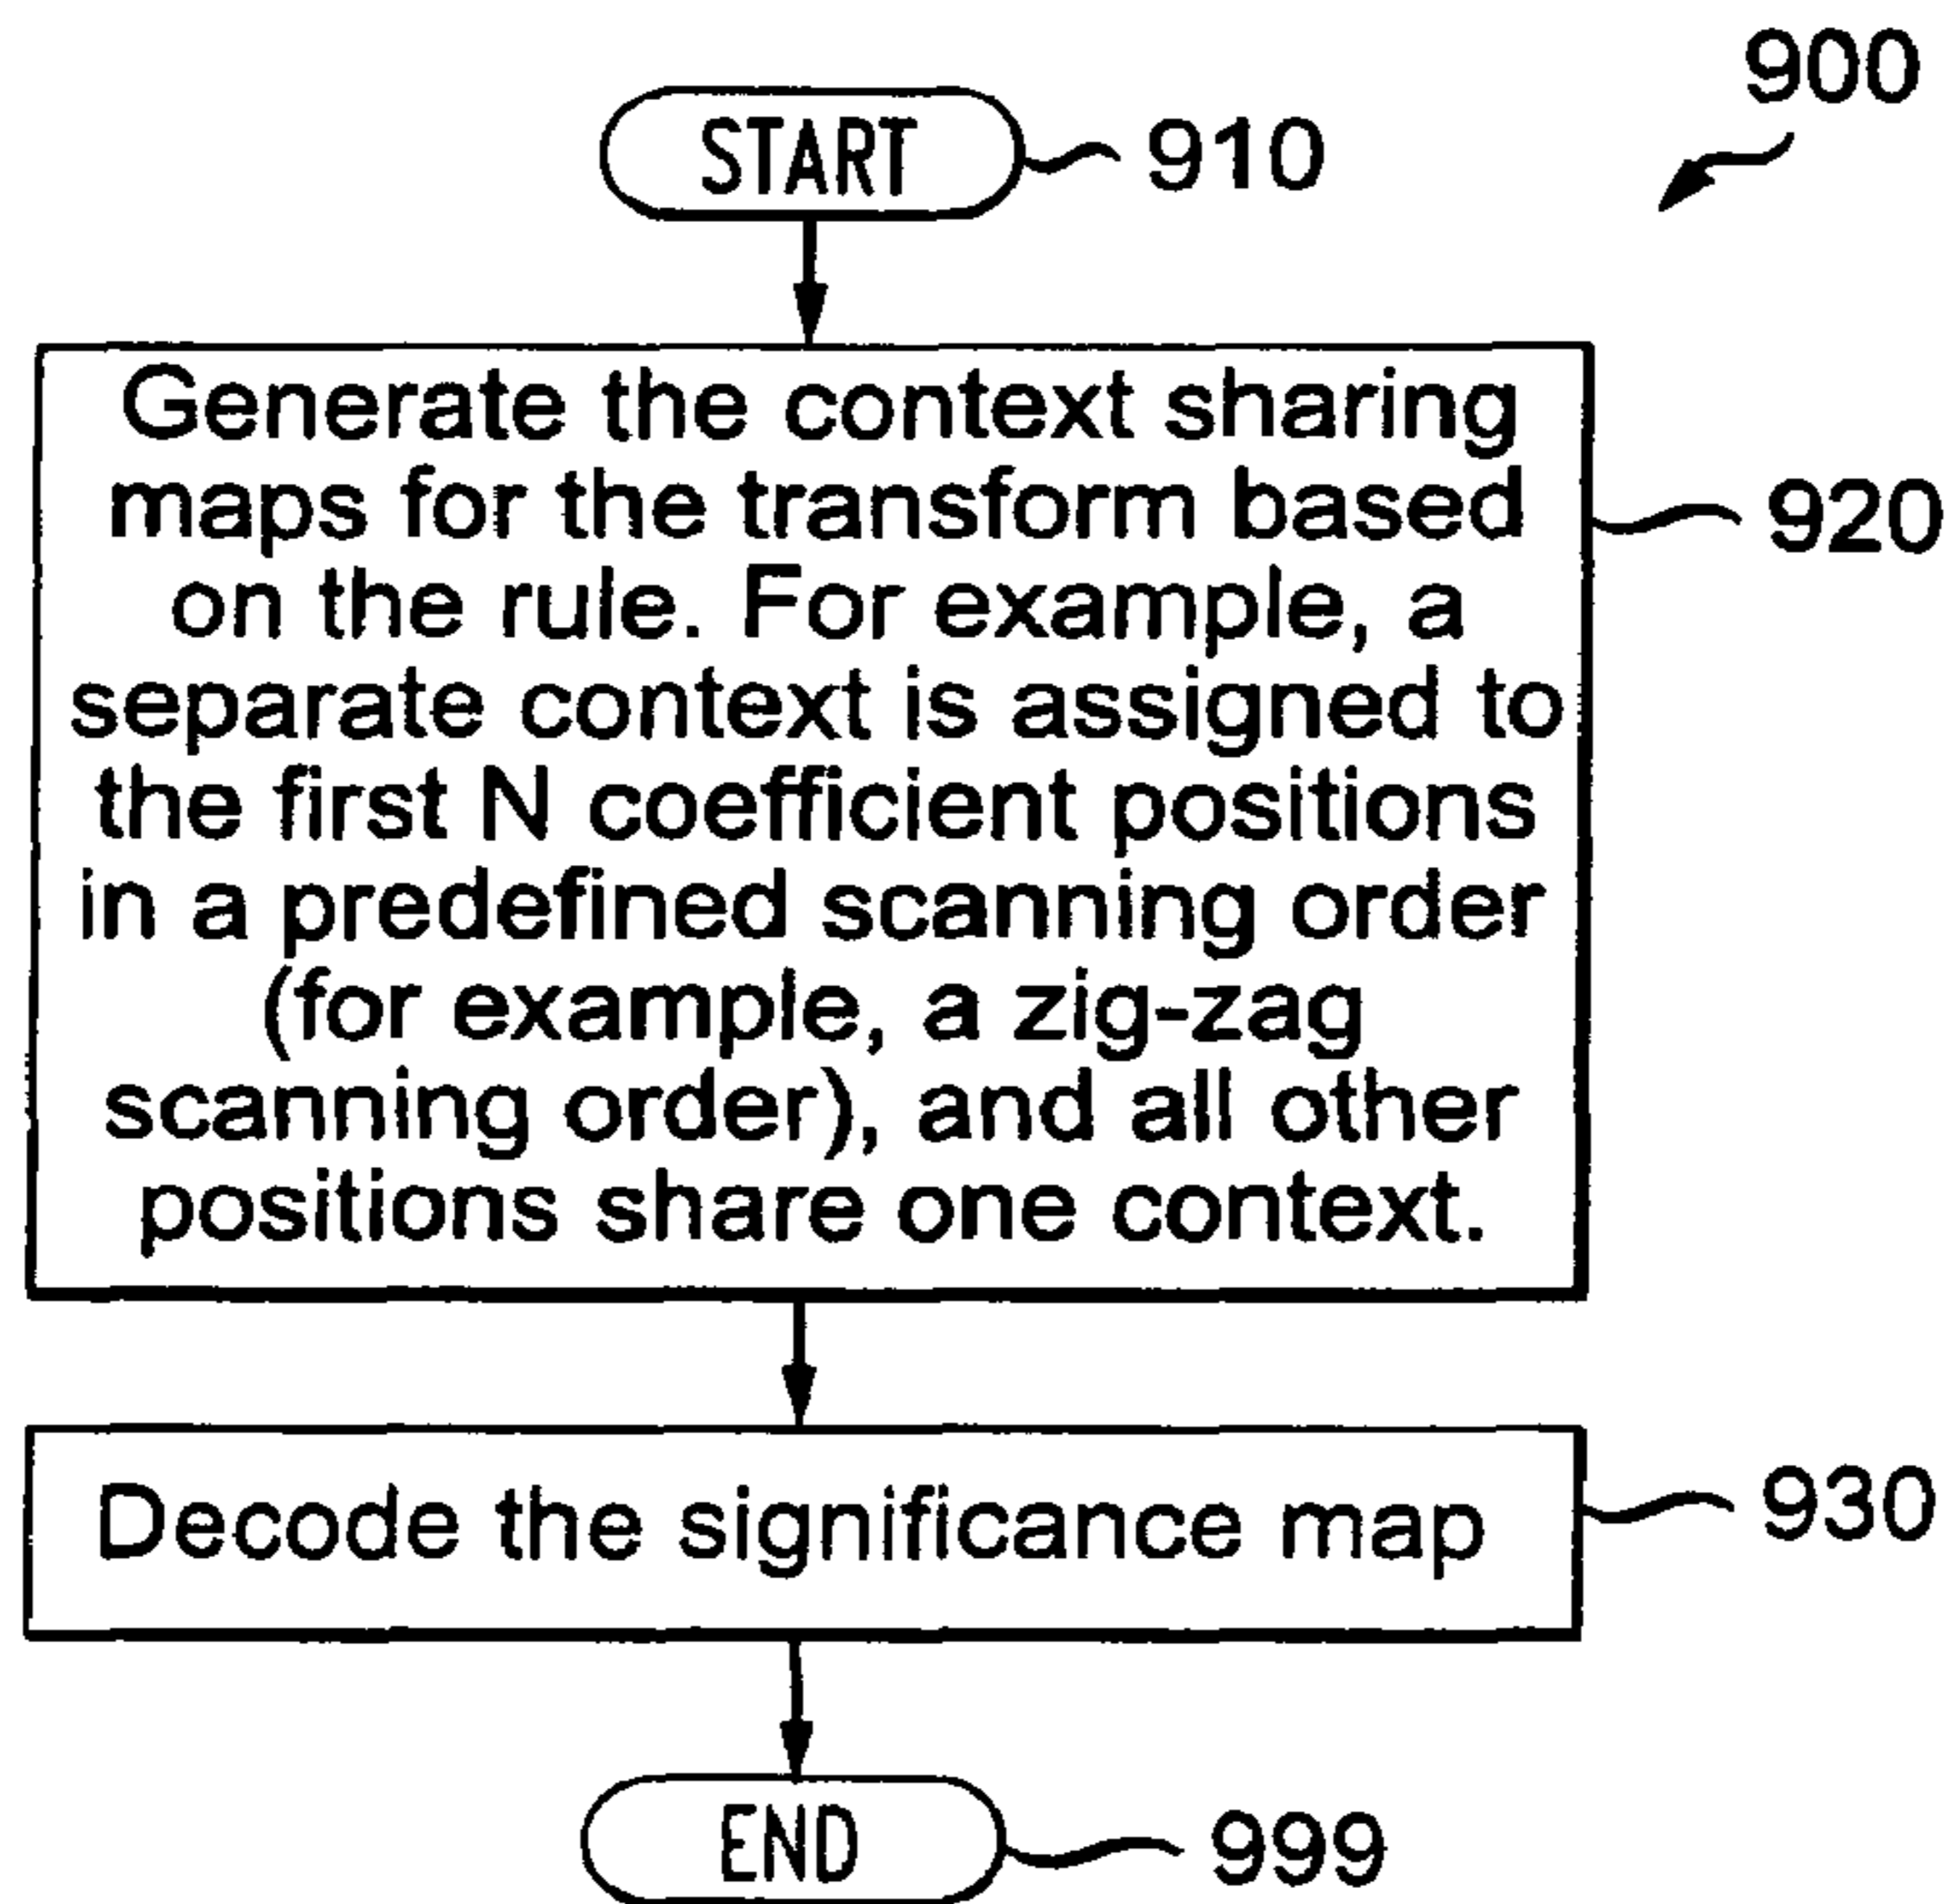 900
START
910
Generate the context sharing
maps for the transform based
on the rule. For example, a
separate context is assigned to
the first N coefficient positions
in a predefined scanning order
(for example, a zig-zag
scanning order), and all other
positions share one context.
920
Decode the significance map
930
END
999